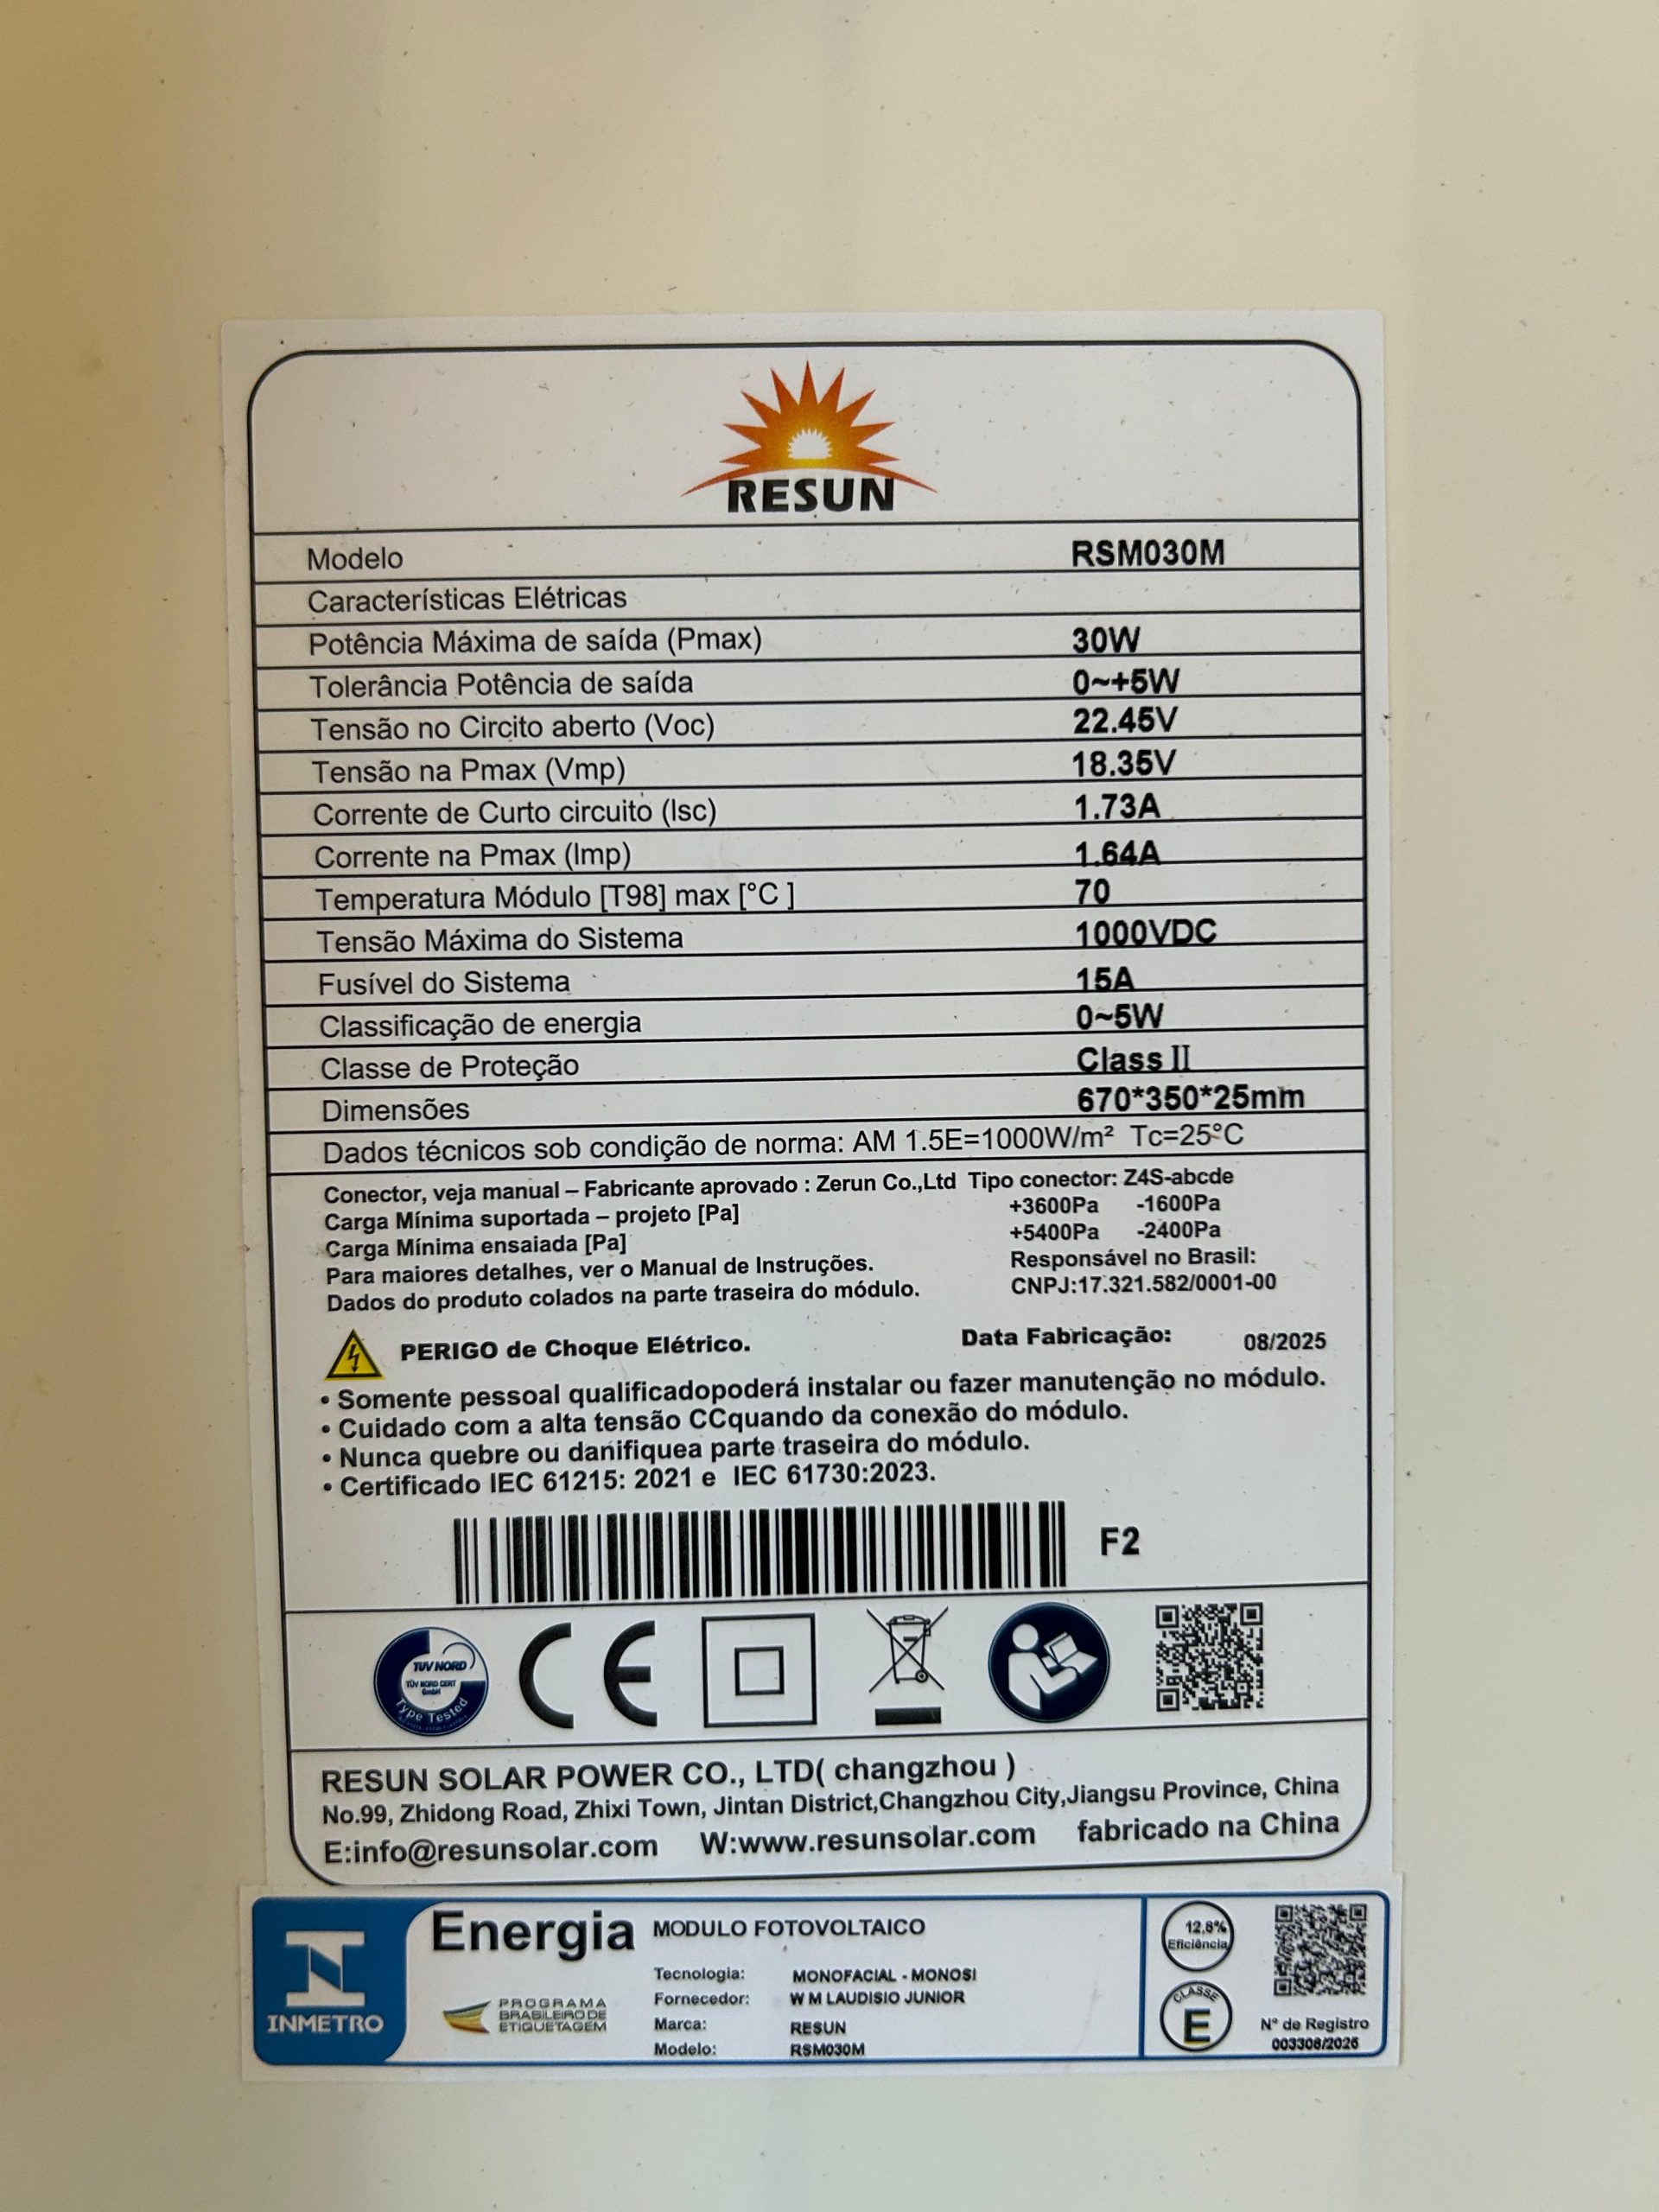 RESUN
Modelo RSM030M
Características Elétricas
Potência Máxima de saída (Pmax) 30W
Tolerância Potência de saída 0~+5W
Tensão no Circito aberto (Voc) 22.45V
Tensão na Pmax (Vmp) 18.35V
Corrente de Curto circuito (Isc) 1.73A
Corrente na Pmax (Imp) 1.64A
Temperatura Módulo [T98] max [°C ] 70
Tensão Máxima do Sistema 1000VDC
Fusível do Sistema 15A
Classificação de energia 0~5W
Classe de Proteção Class II
Dimensões 670*350*25mm
Dados técnicos sob condição de norma: AM 1.5E=1000W/m² Tc=25°C
Conector, veja manual – Fabricante aprovado : Zerun Co.,Ltd Tipo conector: Z4S-abcde
Carga Mínima suportada – projeto [Pa] +3600Pa -1600Pa
Carga Mínima ensaiada [Pa] +5400Pa -2400Pa
Para maiores detalhes, ver o Manual de Instruções. Responsável no Brasil:
Dados do produto colados na parte traseira do módulo. CNPJ:17.321.582/0001-00
PERIGO de Choque Elétrico. Data Fabricação: 08/2025
• Somente pessoal qualificadopoderá instalar ou fazer manutenção no módulo.
• Cuidado com a alta tensão CCquando da conexão do módulo.
• Nunca quebre ou danifiquea parte traseira do módulo.
• Certificado IEC 61215: 2021 e IEC 61730:2023.
F2
TUV NORD
TÜV NORD CERT
GmbH
Type Tested
CE
RESUN SOLAR POWER CO., LTD( changzhou )
No.99, Zhidong Road, Zhixi Town, Jintan District,Changzhou City,Jiangsu Province, China
E:info@resunsolar.com W:www.resunsolar.com fabricado na China
INMETRO
Energia MODULO FOTOVOLTAICO
PROGRAMA
BRASILEIRO DE
ETIQUETAGEM
Tecnologia: MONOFACIAL - MONOSI
Fornecedor: W M LAUDISIO JUNIOR
Marca: RESUN
Modelo: RSM030M
12,8%
Eficiência
CLASSE
E
Nº de Registro